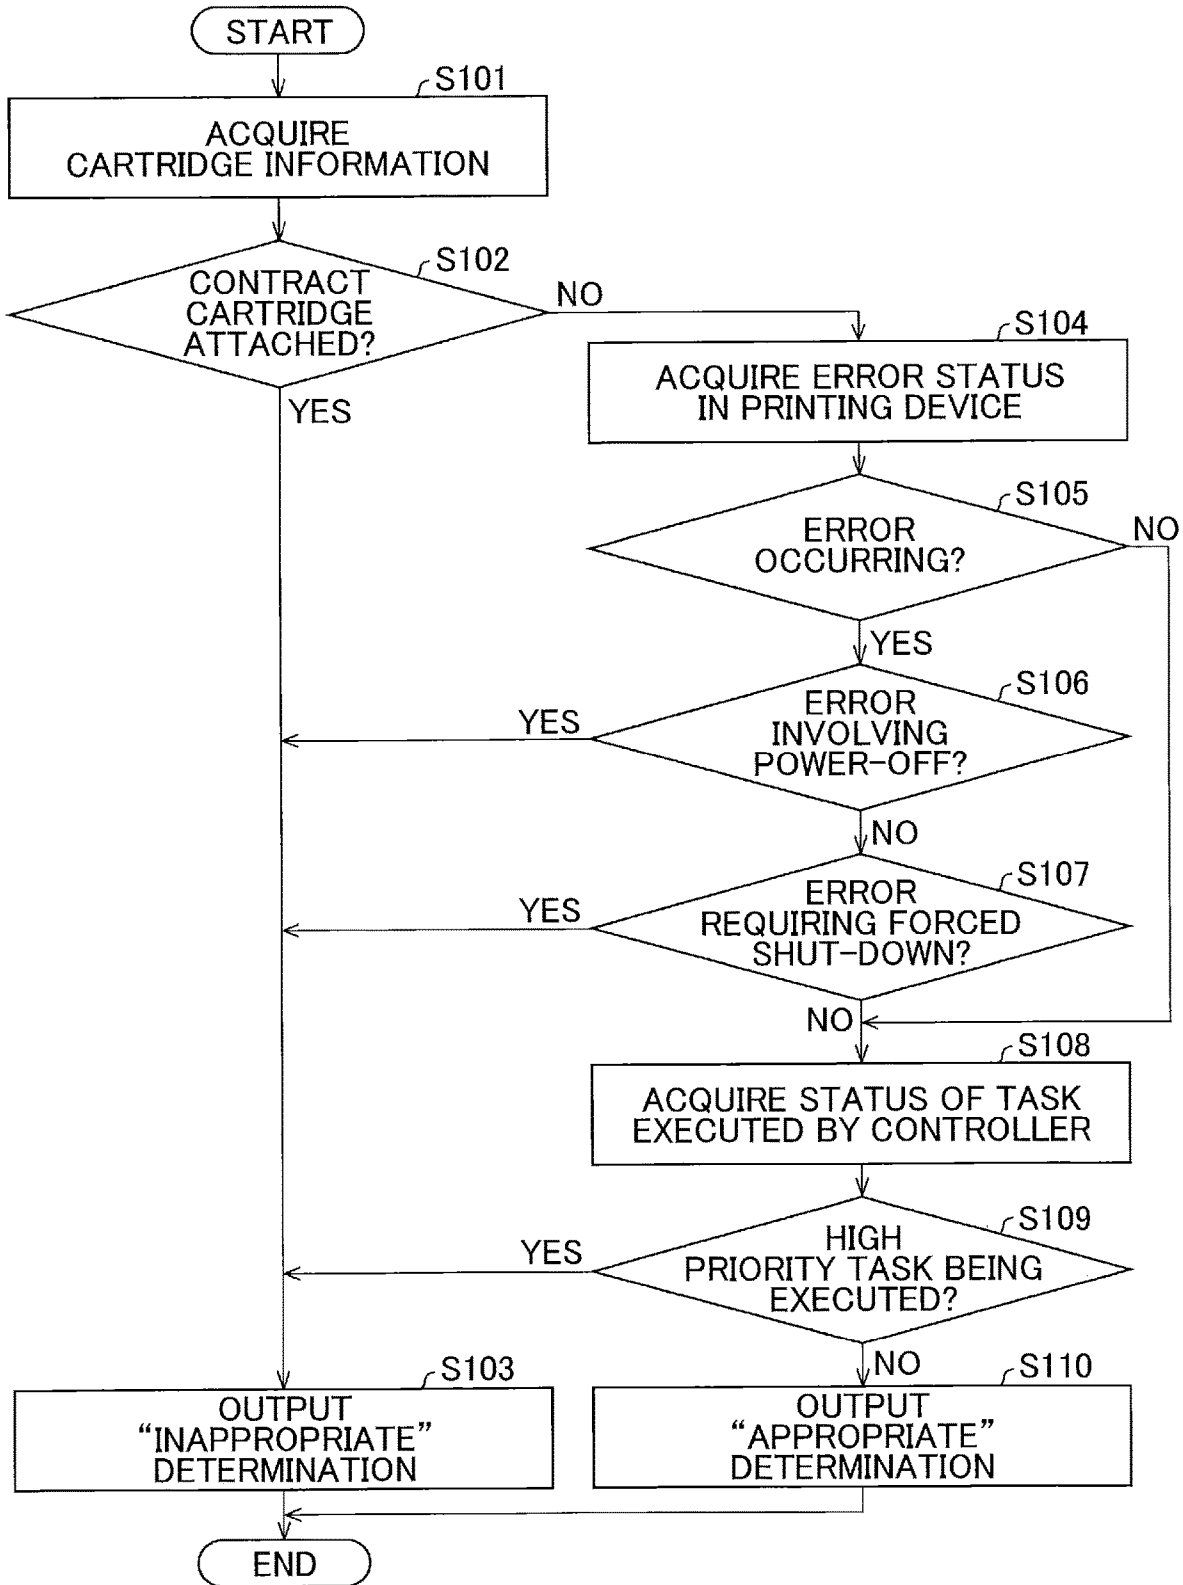 START
S101
ACQUIRE
CARTRIDGE INFORMATION
S102
CONTRACT
CARTRIDGE
ATTACHED?
NO
YES
S104
ACQUIRE ERROR STATUS
IN PRINTING DEVICE
S105
ERROR
OCCURRING?
NO
YES
S106
ERROR
INVOLVING
POWER-OFF?
YES
NO
S107
ERROR
REQUIRING FORCED
SHUT-DOWN?
YES
NO
S108
ACQUIRE STATUS OF TASK
EXECUTED BY CONTROLLER
S109
HIGH
PRIORITY TASK BEING
EXECUTED?
YES
NO
S103
OUTPUT
“INAPPROPRIATE”
DETERMINATION
S110
OUTPUT
“APPROPRIATE”
DETERMINATION
END